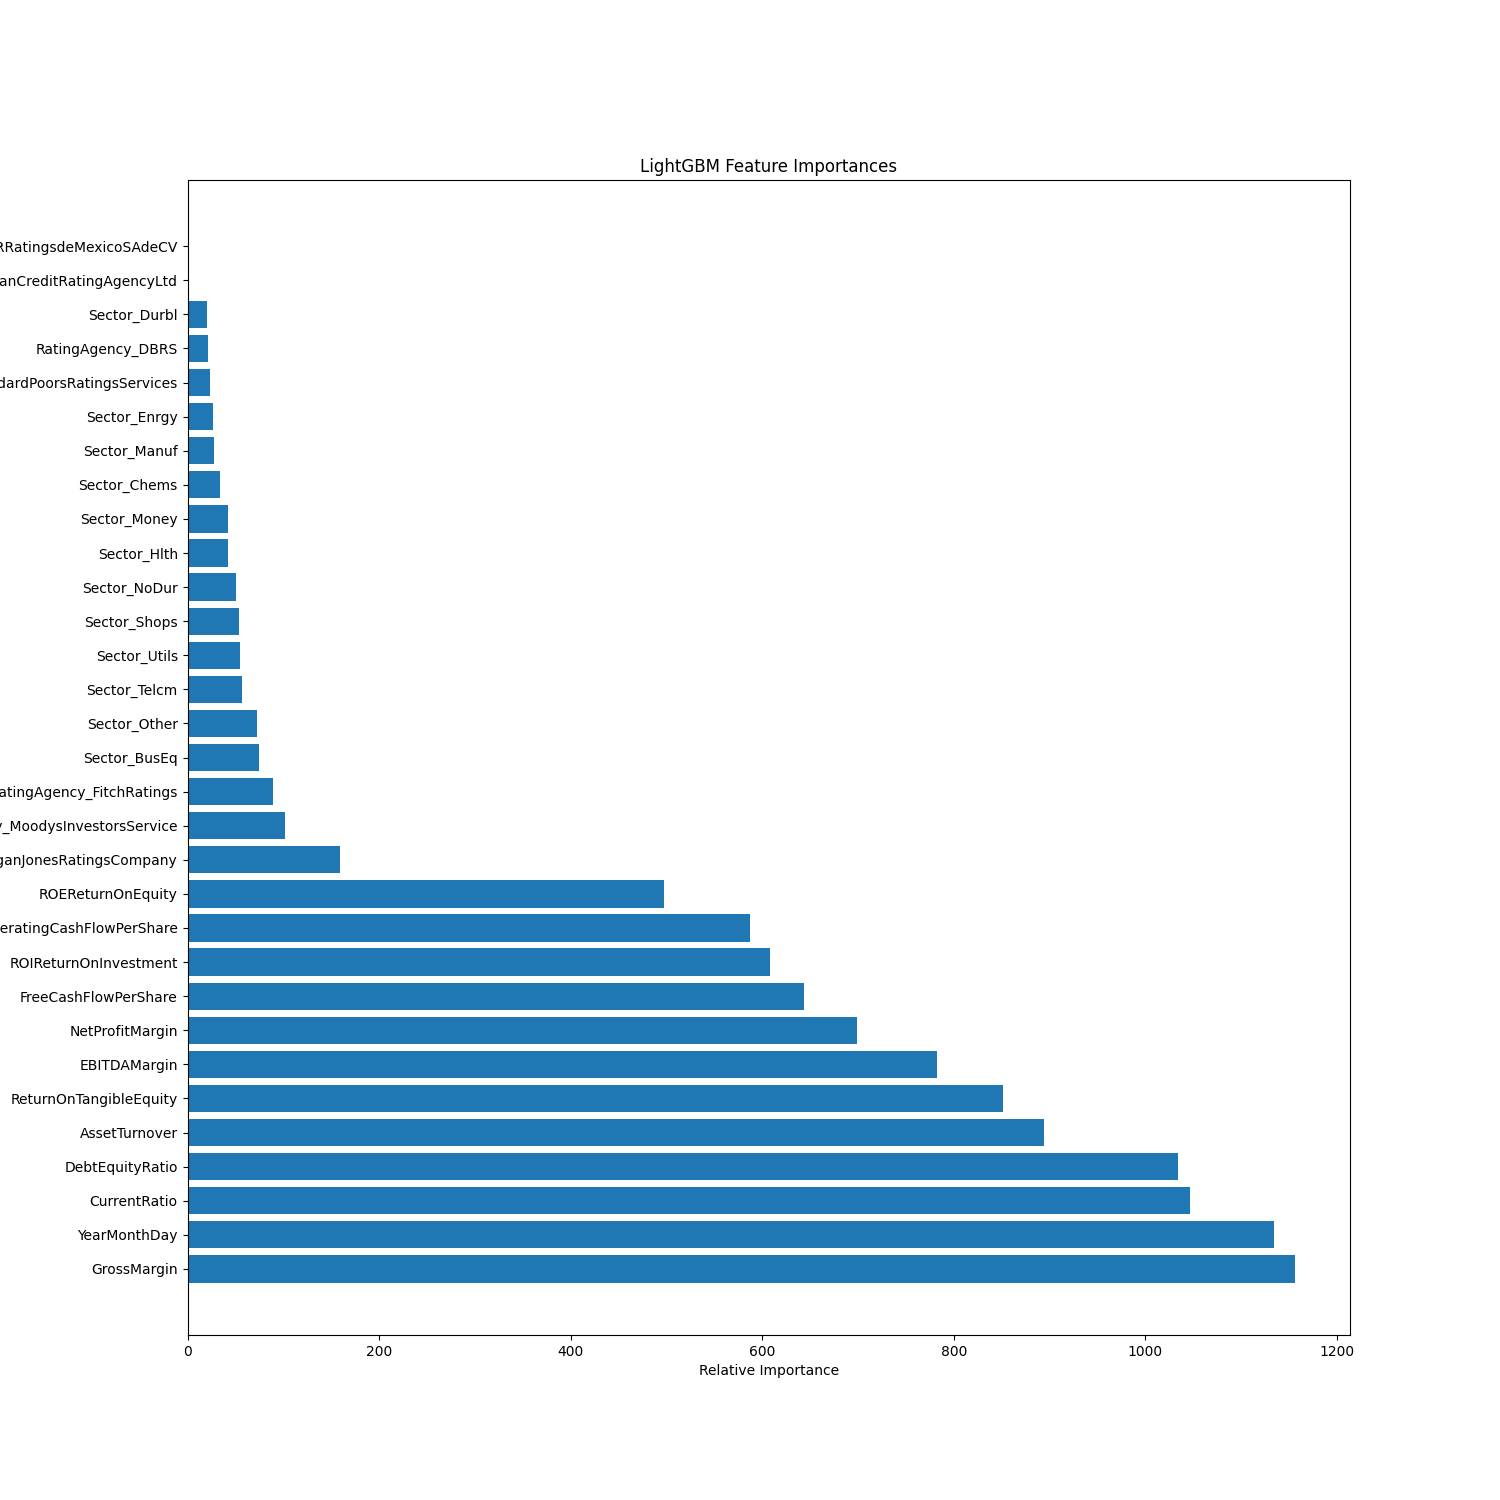 LightGBM Feature Importances
RRatingsdeMexicoSAdeCV
anCreditRatingAgencyLtd
Sector_Durbl
RatingAgency_DBRS
dardPoorsRatingsServices
Sector_Enrgy
Sector_Manuf
Sector_Chems
Sector_Money
Sector_Hlth
Sector_NoDur
Sector_Shops
Sector_Utils
Sector_Telcm
Sector_Other
Sector_BusEq
atingAgency_FitchRatings
y_MoodysInvestorsService
ganJonesRatingsCompany
ROEReturnOnEquity
eratingCashFlowPerShare
ROIReturnOnInvestment
FreeCashFlowPerShare
NetProfitMargin
EBITDAMargin
ReturnOnTangibleEquity
AssetTurnover
DebtEquityRatio
CurrentRatio
YearMonthDay
GrossMargin
0 200 400 600 800 1000 1200
Relative Importance